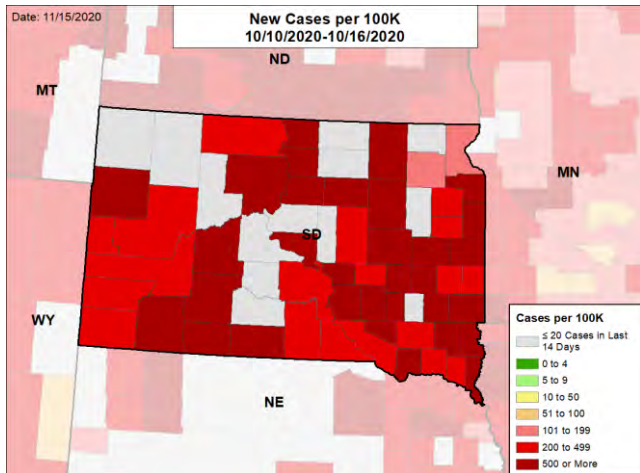 Date: 11/15/2020
New Cases per 100K
10/10/2020-10/16/2020
ND
MT
MN
SD
WY
NE
Cases per 100K
≤ 20 Cases in Last
14 Days
0 to 4
5 to 9
10 to 50
51 to 100
101 to 199
200 to 499
500 or More